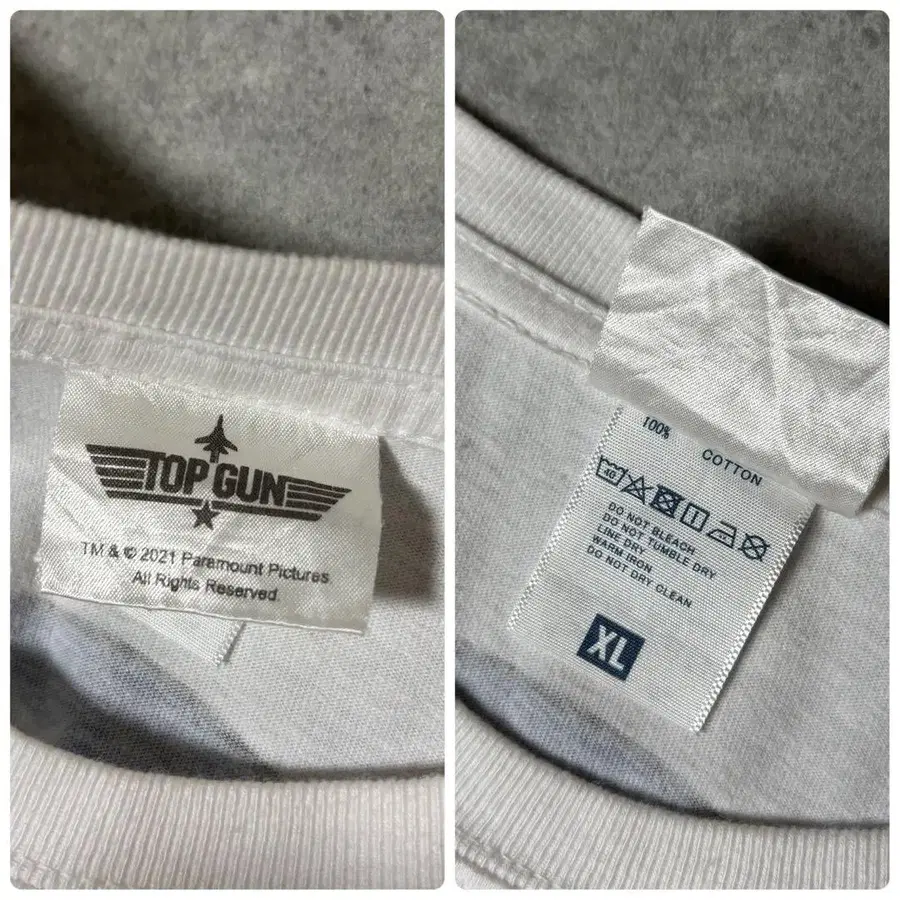 TOP GUN
TM & © 2021 Paramount Pictures
All Rights Reserved.
100%
COTTON
40
DO NOT BLEACH
DO NOT TUMBLE DRY
LINE DRY
WARM IRON
DO NOT DRY CLEAN
XL